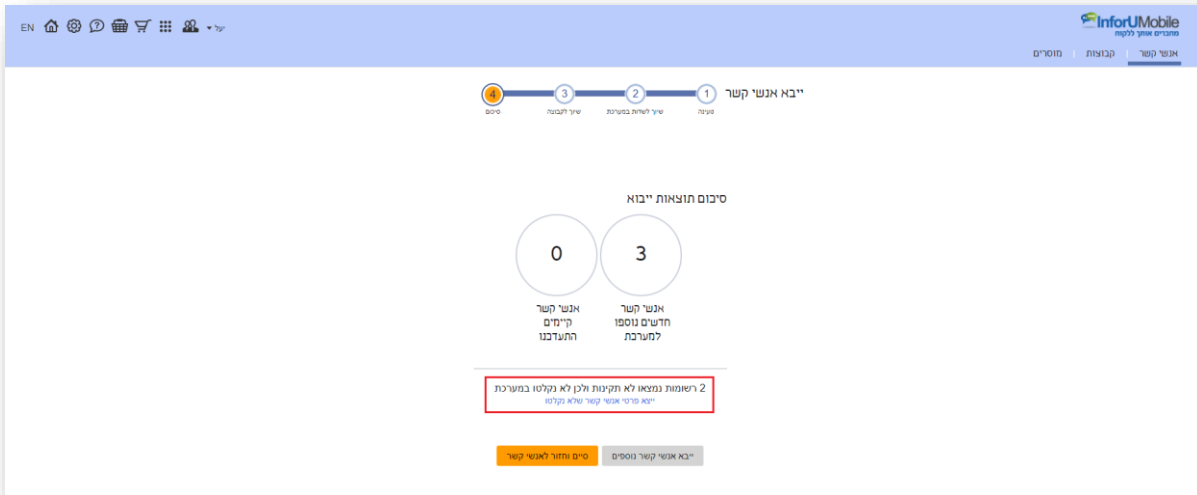 InforUMobile
מחברים אותך ללקוח
EN
יעל
אנשי קשר
קבוצות
מוסרים
ייבא אנשי קשר
1
2
3
4
טעינה
שיוך לשדות במערכת
שיוך לקבוצה
סיכום
סיכום תוצאות ייבוא
3
0
אנשי קשר
חדשים נוספו
למערכת
אנשי קשר
קיימים
התעדכנו
2 רשומות נמצאו לא תקינות ולכן לא נקלטו במערכת
ייצא פרטי אנשי קשר שלא נקלטו
ייבא אנשי קשר נוספים
סיים וחזור לאנשי קשר